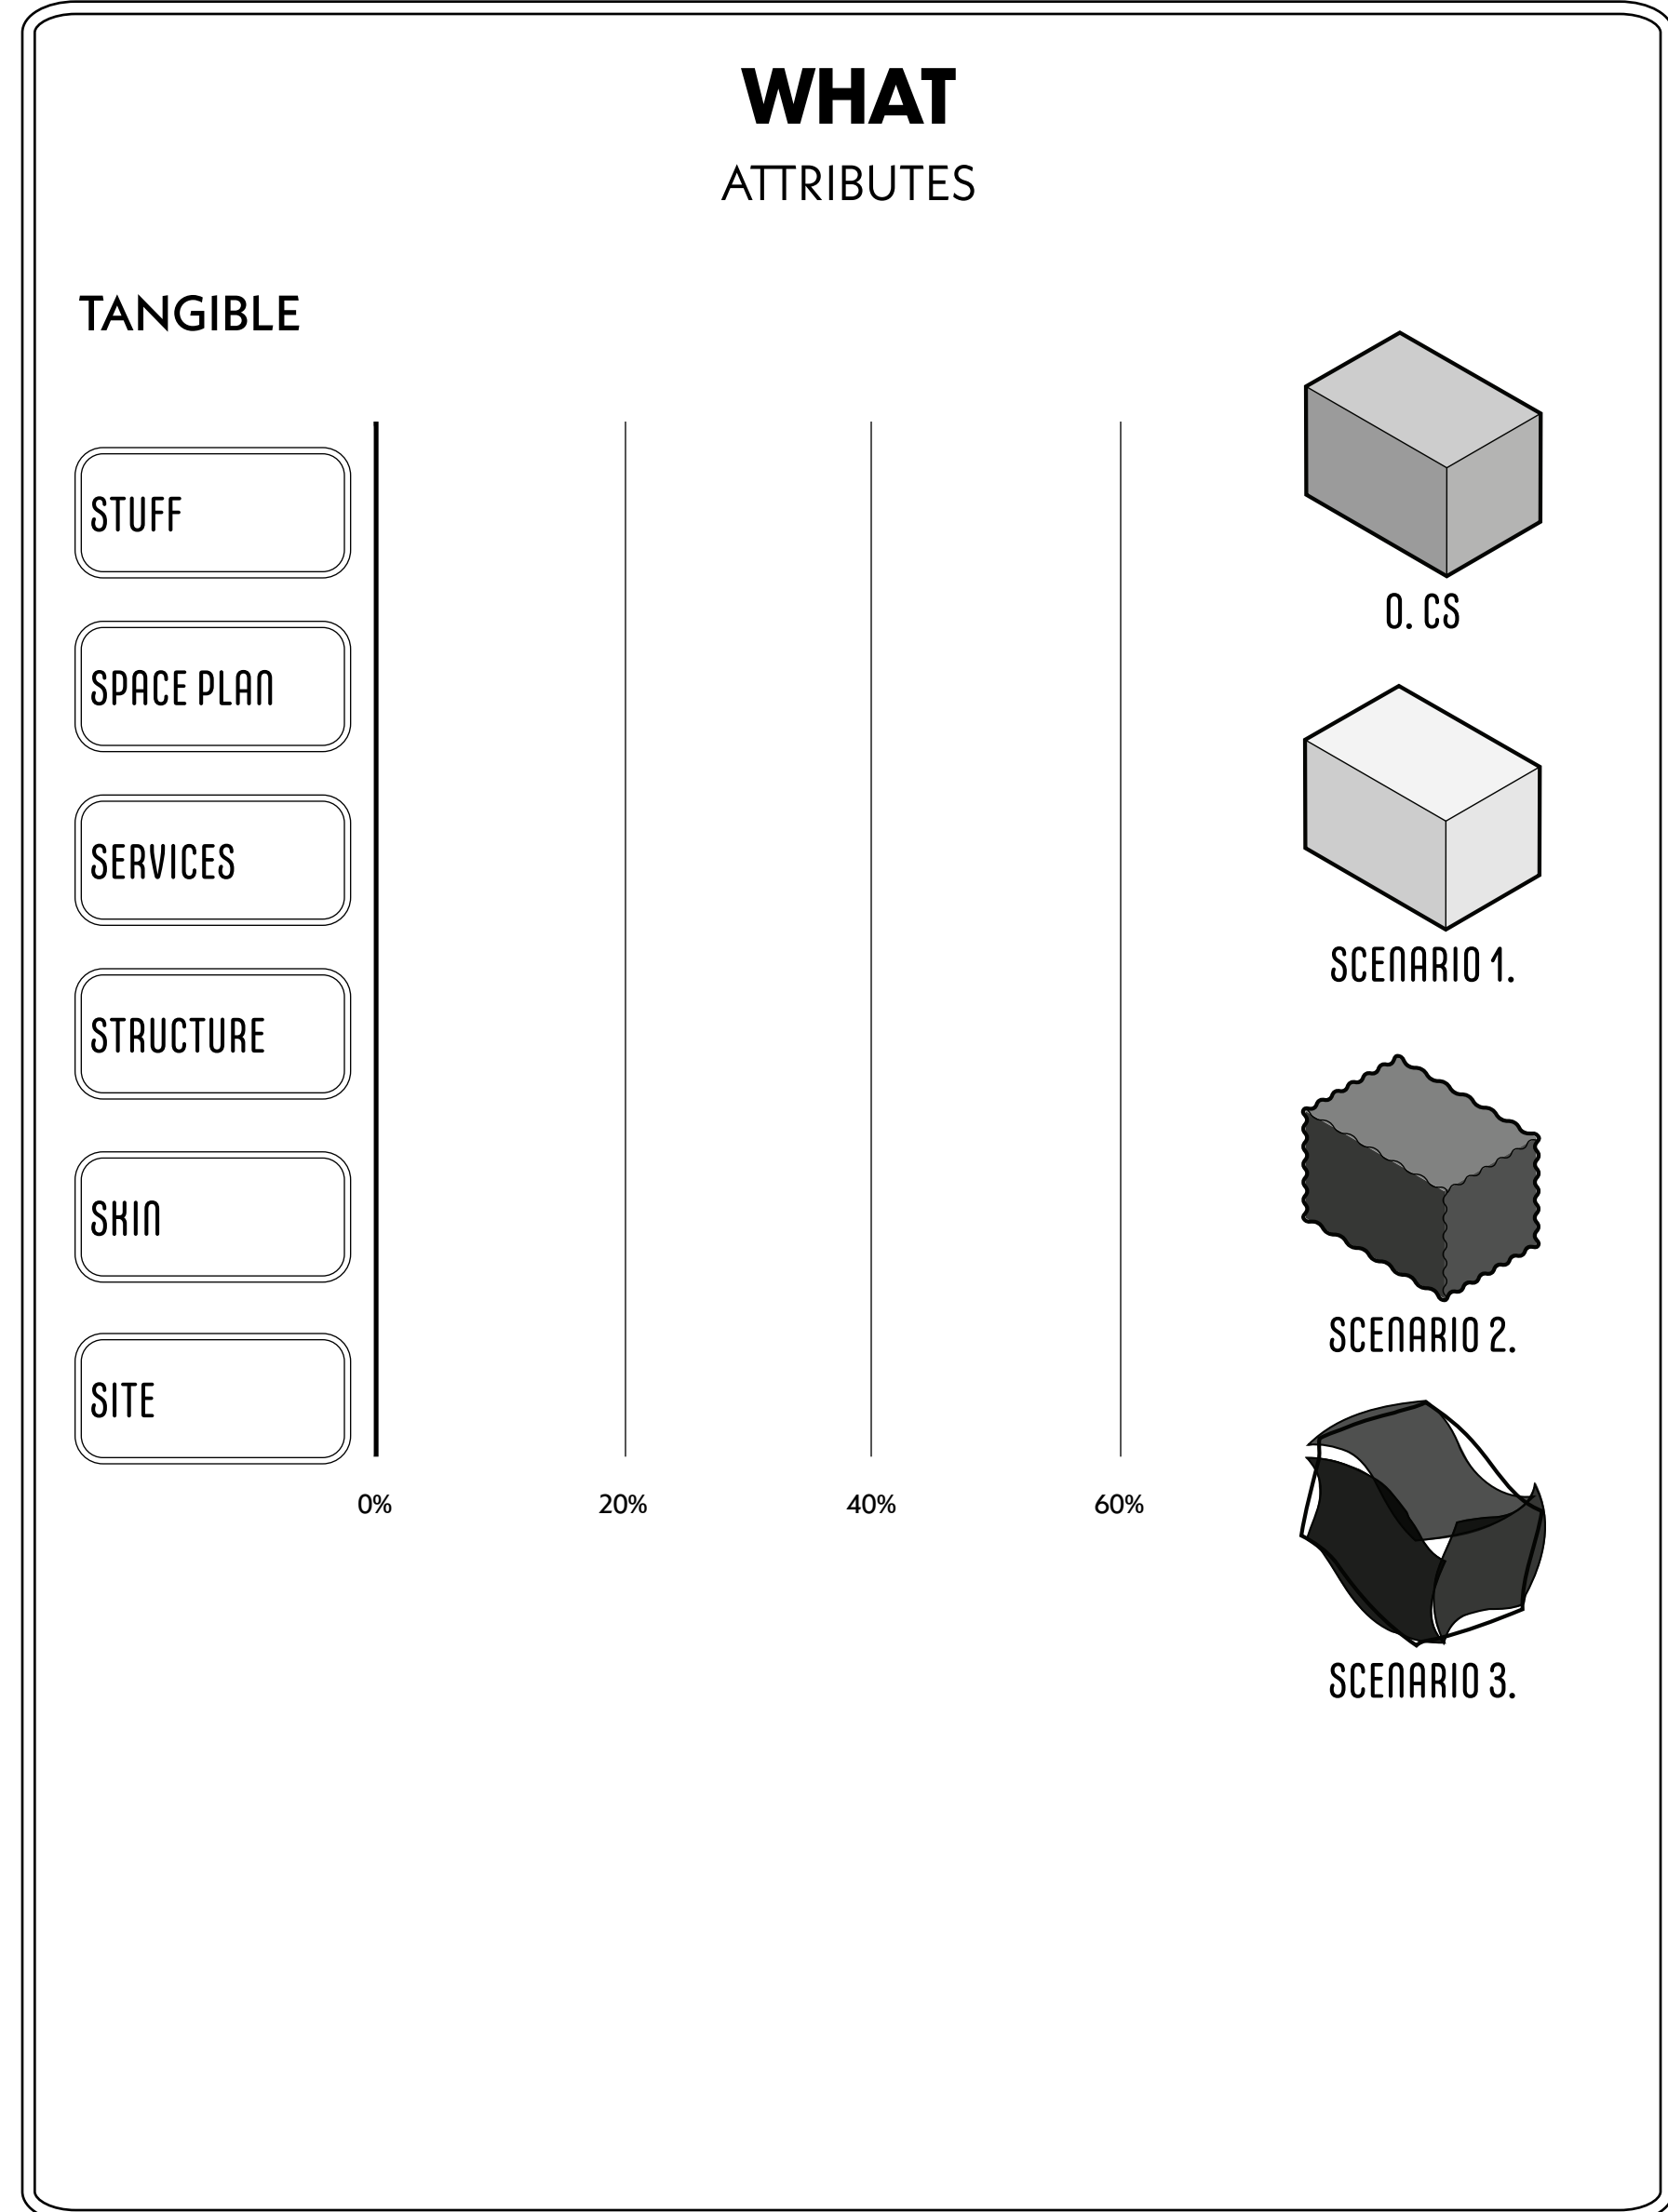 WHAT
ATTRIBUTES
TANGIBLE
STUFF
SPACE PLAN
SERVICES
STRUCTURE
SKIN
SITE
0% 20% 40% 60%
0. CS
SCENARIO 1.
SCENARIO 2.
SCENARIO 3.